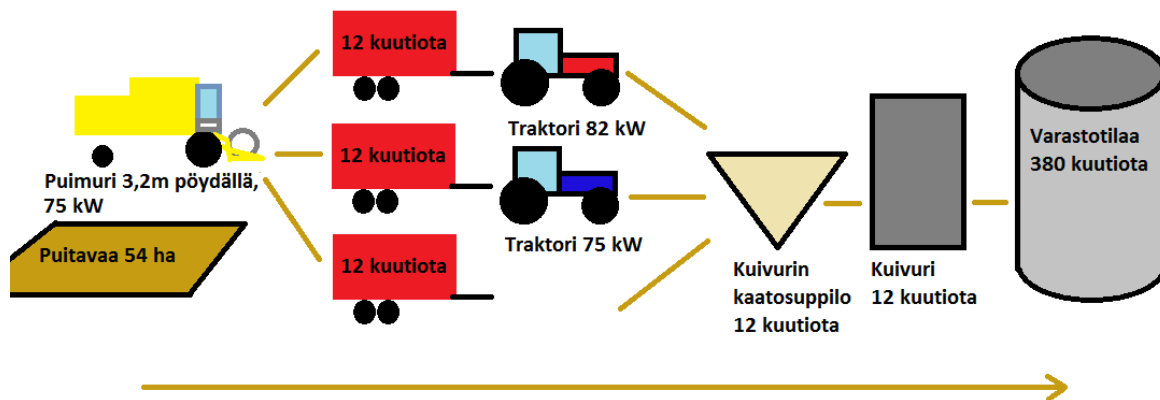 12 kuutiota
Traktori 82 kW
12 kuutiota
Traktori 75 kW
12 kuutiota
Puimuri 3,2m pöydällä,
75 kW
Puitavaa 54 ha
Kuivurin
kaatosuppilo
12 kuutiota
Kuivuri
12 kuutiota
Varastotilaa
380 kuutiota